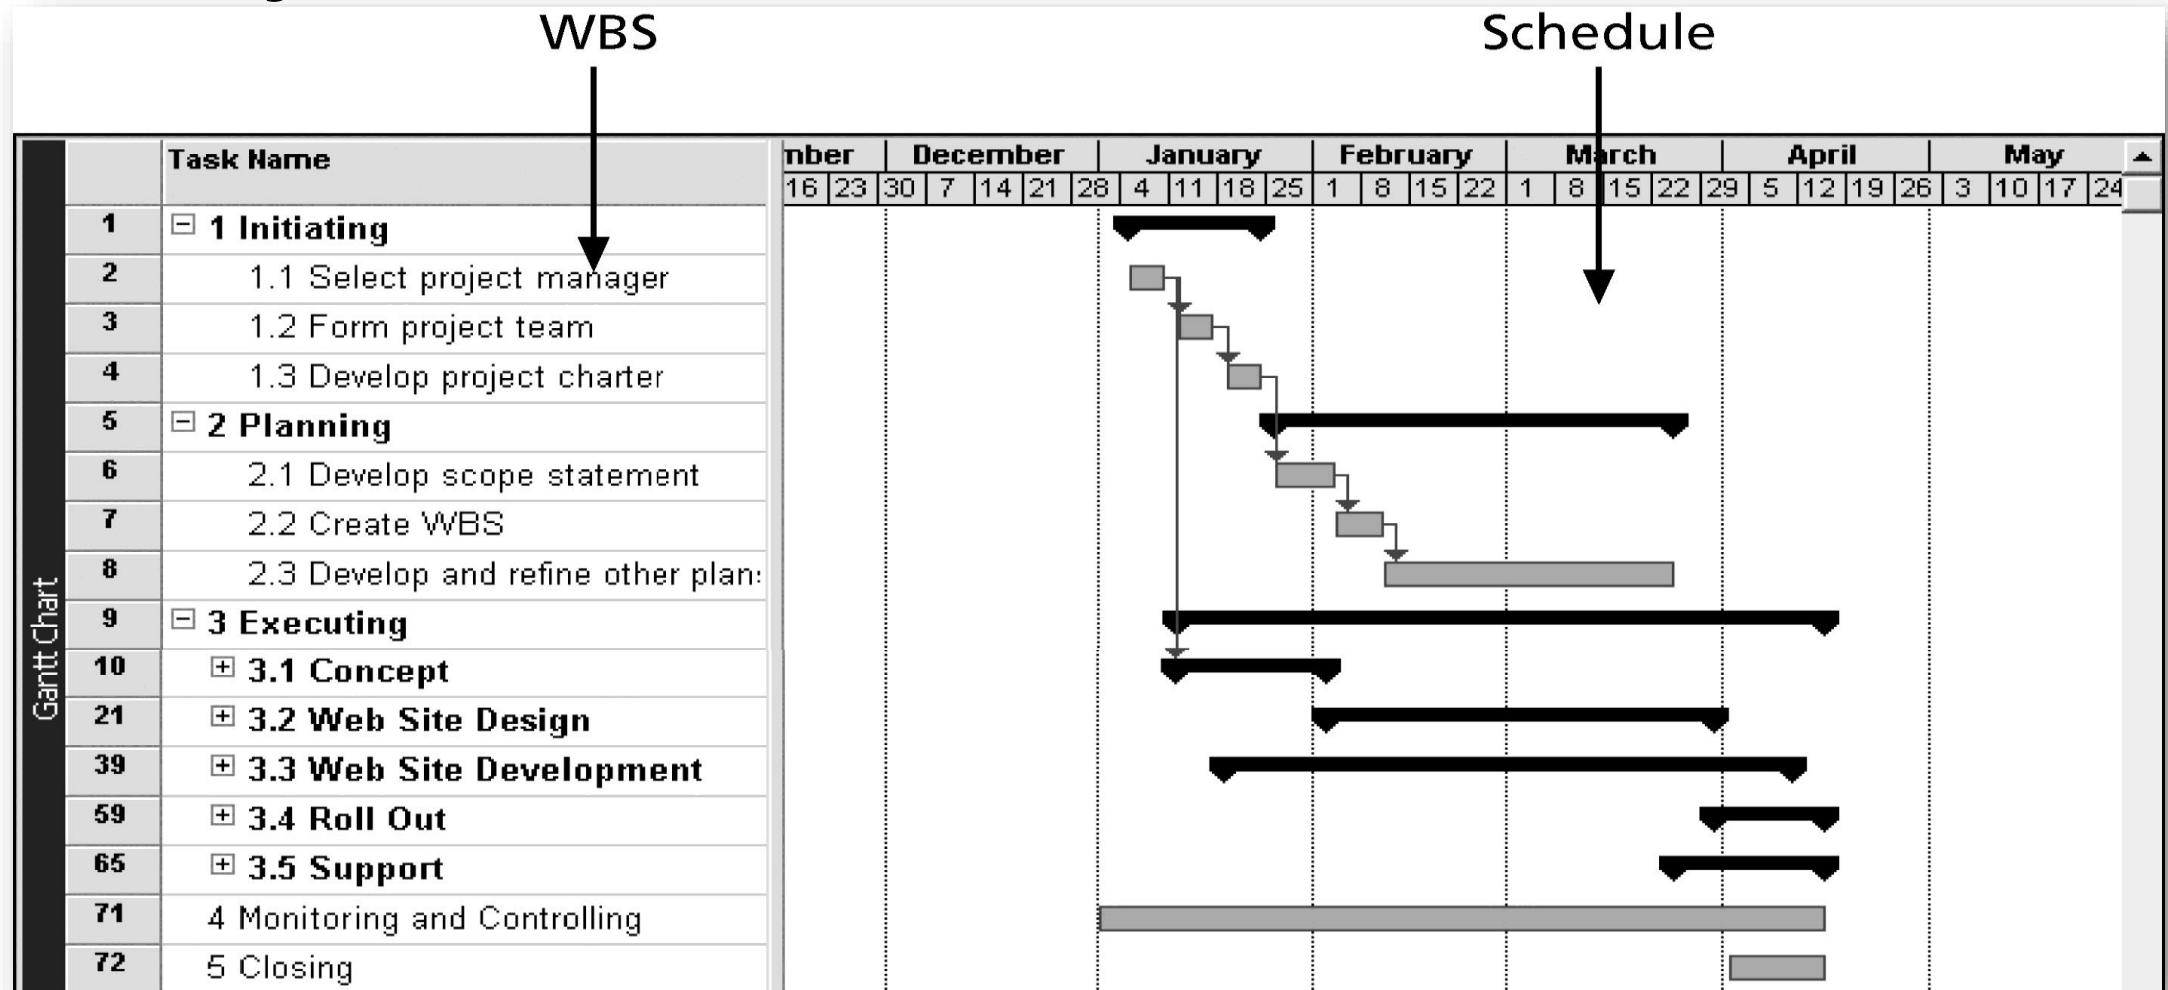 WBS Schedule
Task Name mber December January February March April May
16 23 30 7 14 21 28 4 11 18 25 1 8 15 22 1 8 15 22 29 5 12 19 26 3 10 17 24
1 1 Initiating
2 1.1 Select project manager
3 1.2 Form project team
4 1.3 Develop project charter
5 2 Planning
6 2.1 Develop scope statement
7 2.2 Create WBS
8 2.3 Develop and refine other plan
9 3 Executing
10 3.1 Concept
21 3.2 Web Site Design
39 3.3 Web Site Development
59 3.4 Roll Out
65 3.5 Support
71 4 Monitoring and Controlling
72 5 Closing
Gantt Chart